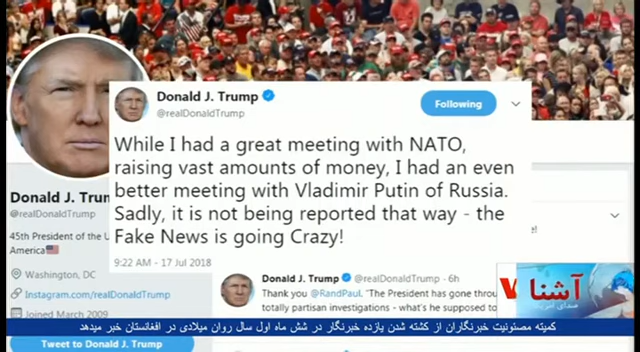 Donald J. Trump
@realDonaldTrump
Following
While I had a great meeting with NATO,
raising vast amounts of money, I had an even
better meeting with Vladimir Putin of Russia.
Sadly, it is not being reported that way - the
Fake News is going Crazy!
9:22 AM - 17 Jul 2018
Donald J. Trum
@realDonaldTrump
45th President of the U
America
Washington, DC
Instagram.com/realDonaldTrump
Joined March 2009
Tweet to Donald J. Trump
Donald J. Trump @realDonaldTrump · 6h
Thank you @RandPaul. "The President has gone throu
totally partisan investigations - what's he supposed to
آشنا
صدای امریکا
کمیته مصئونیت خبرنگاران از کشته شدن یازده خبرنگار در شش ماه اول سال روان میلادی در افغانستان خبر میدهد